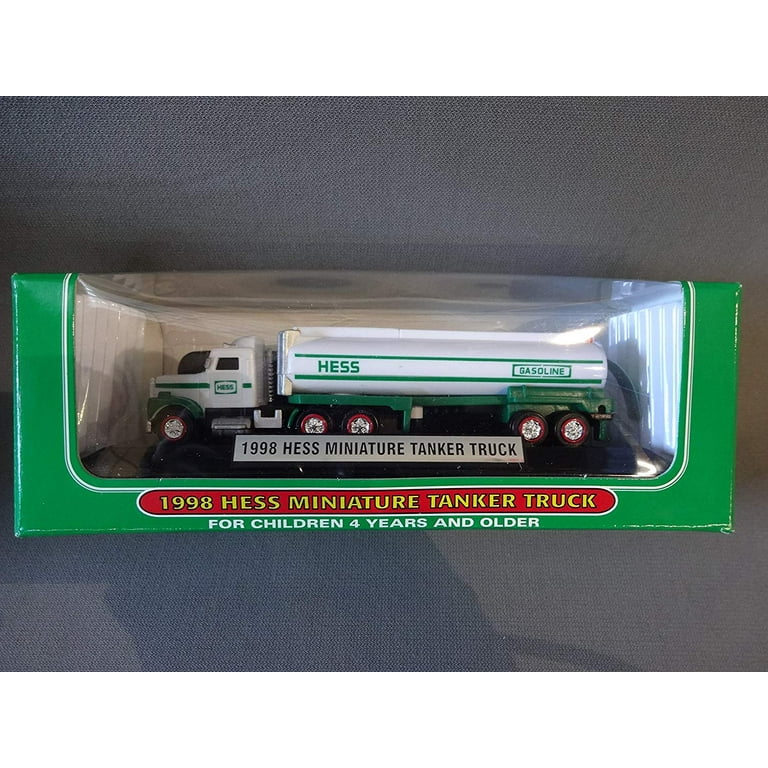 HESS
GASOLINE
HESS
1998 HESS MINIATURE TANKER TRUCK
1998 HESS MINIATURE TANKER TRUCK
FOR CHILDREN 4 YEARS AND OLDER